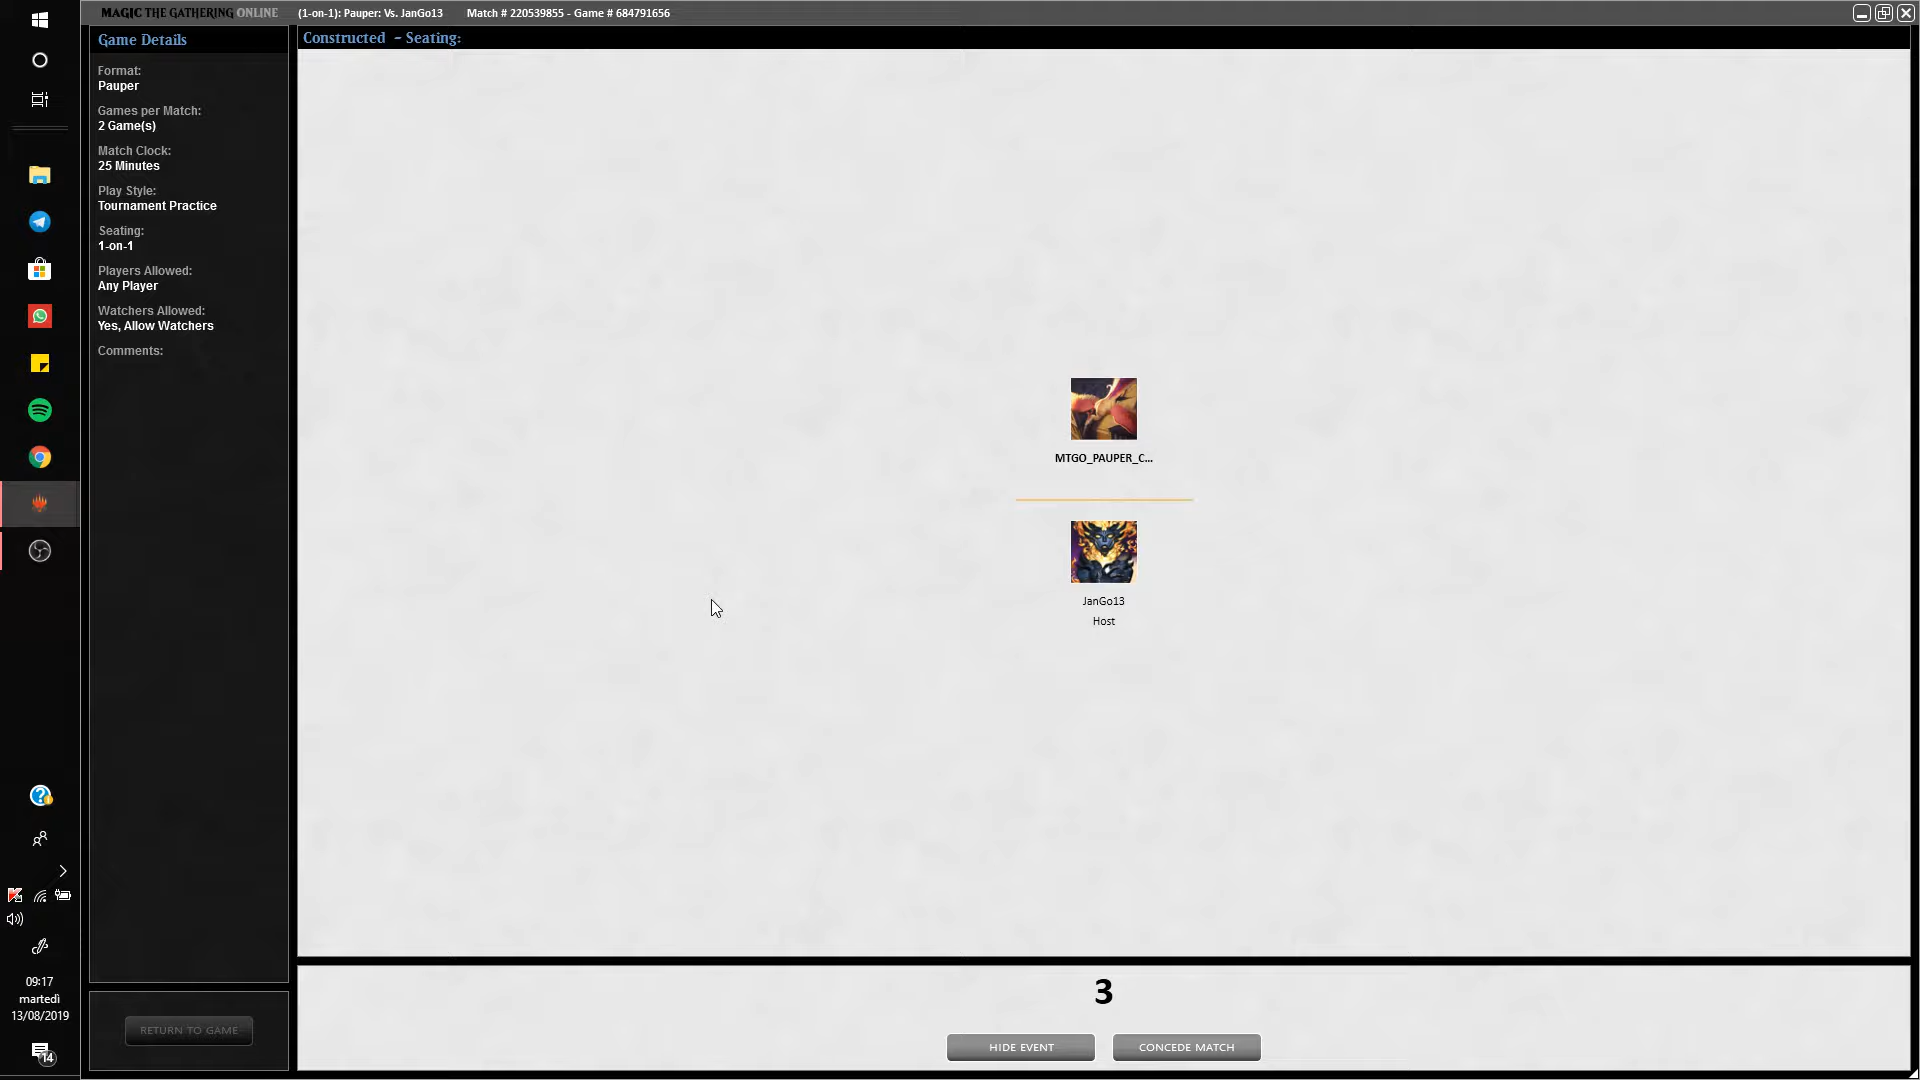 MAGIC THE GATHERING ONLINE (1-on-1): Pauper: Vs. JanGo13 Match # 220539855 - Game # 684791656
Game Details
Constructed - Seating:
Format:
Pauper
Games per Match:
2 Game(s)
Match Clock:
25 Minutes
Play Style:
Tournament Practice
Seating:
1-on-1
Players Allowed:
Any Player
Watchers Allowed:
Yes, Allow Watchers
Comments:
MTGO_PAUPER_C...
JanGo13
Host
3
HIDE EVENT
CONCEDE MATCH
RETURN TO GAME
09:17
martedì
13/08/2019
14